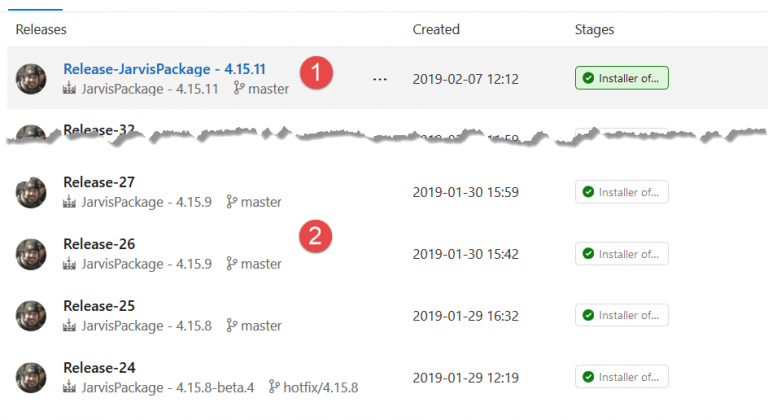 Releases Created Stages
Release-JarvisPackage - 4.15.11 1
JarvisPackage - 4.15.11 master ... 2019-02-07 12:12 Installer of...
Release-32
Release-27
JarvisPackage - 4.15.9 master 2019-01-30 15:59 Installer of...
Release-26 2
JarvisPackage - 4.15.9 master 2019-01-30 15:42 Installer of...
Release-25
JarvisPackage - 4.15.8 master 2019-01-29 16:32 Installer of...
Release-24
JarvisPackage - 4.15.8-beta.4 hotfix/4.15.8 2019-01-29 12:19 Installer of...